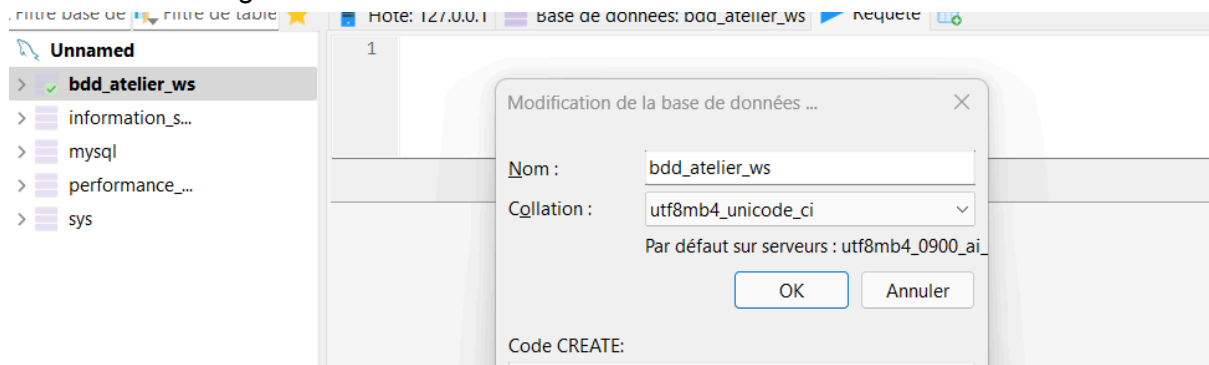 Filtre base de Filtre de table Hôte: 127.0.0.1 Base de données: bdd_atelier_ws Requête
Unnamed
bdd_atelier_ws
information_s...
mysql
performance_...
sys
1
Modification de la base de données ...
Nom :
bdd_atelier_ws
Collation :
utf8mb4_unicode_ci
Par défaut sur serveurs : utf8mb4_0900_ai_
OK
Annuler
Code CREATE: